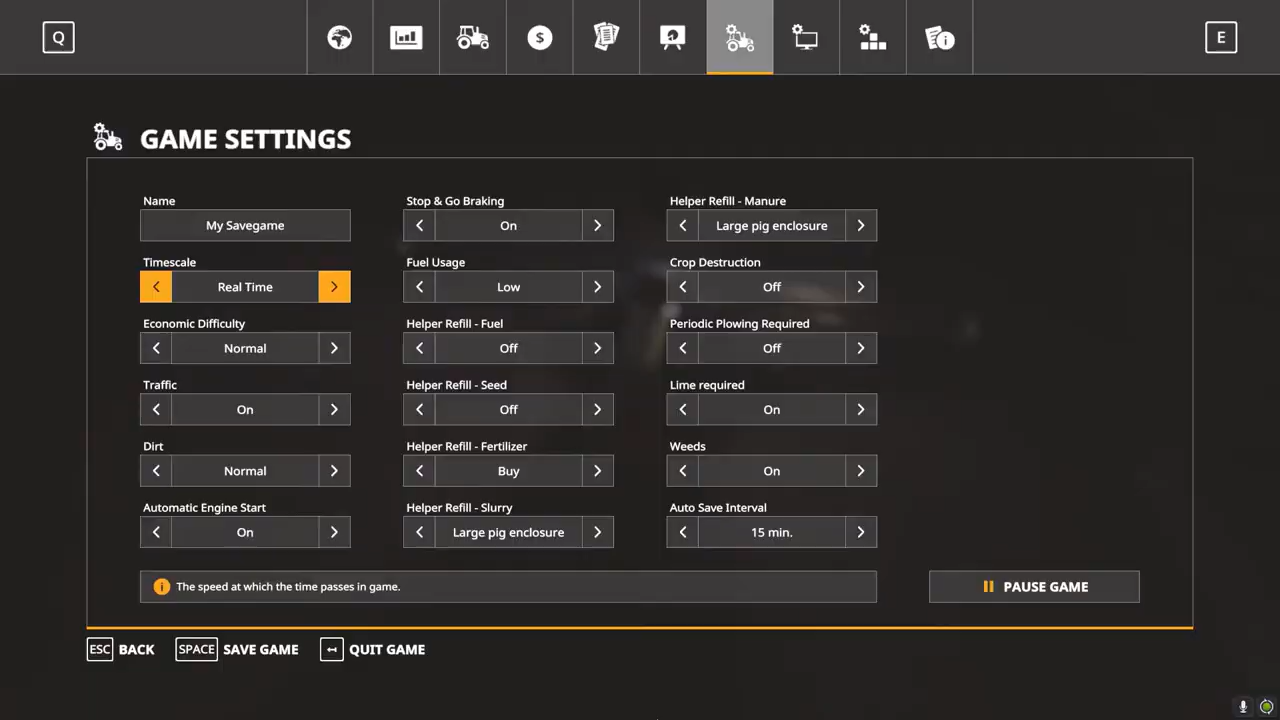 Q
$
E
GAME SETTINGS
Name
My Savegame
Timescale
Real Time
Economic Difficulty
Normal
Traffic
On
Dirt
Normal
Automatic Engine Start
On
Stop & Go Braking
On
Fuel Usage
Low
Helper Refill - Fuel
Off
Helper Refill - Seed
Off
Helper Refill - Fertilizer
Buy
Helper Refill - Slurry
Large pig enclosure
Helper Refill - Manure
Large pig enclosure
Crop Destruction
Off
Periodic Plowing Required
Off
Lime required
On
Weeds
On
Auto Save Interval
15 min.
The speed at which the time passes in game.
PAUSE GAME
ESC BACK SPACE SAVE GAME QUIT GAME